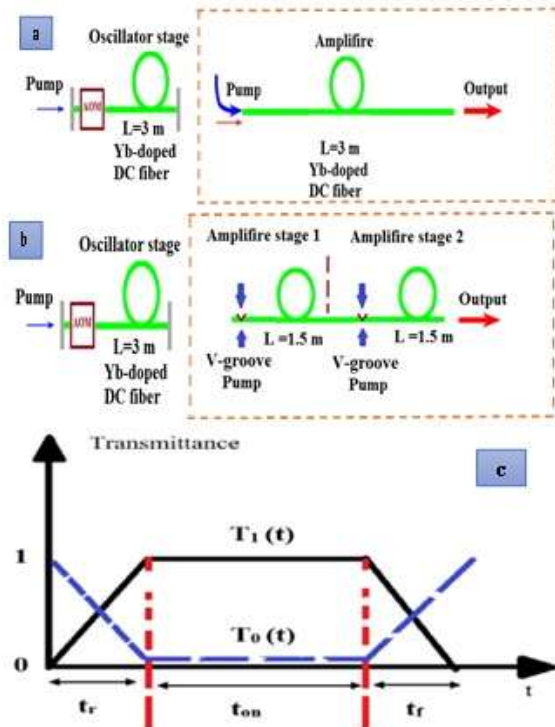 a
Oscillator stage
Pump
AOM
L=3 m
Yb-doped
DC fiber
Amplifire
Pump
Output
L=3 m
Yb-doped
DC fiber
b
Oscillator stage
Pump
AOM
L=3 m
Yb-doped
DC fiber
Amplifire stage 1
Amplifire stage 2
Output
L =1.5 m
L =1.5 m
V-groove
Pump
V-groove
Pump
Transmittance
c
1
T₁ (t)
T₀ (t)
0
t
tᵣ
tₒₙ
t_f